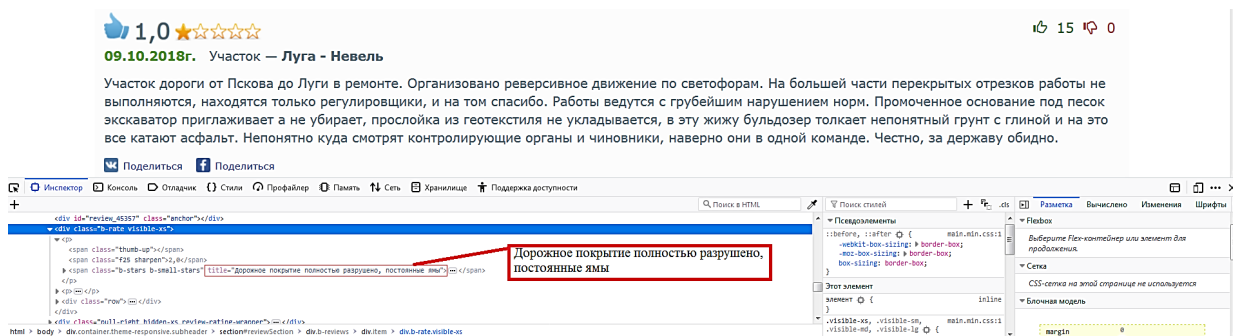 1,0
15 0
09.10.2018г. Участок — Луга - Невель
Участок дороги от Пскова до Луги в ремонте. Организовано реверсивное движение по светофорам. На большей части перекрытых отрезков работы не
выполняются, находятся только регулировщики, и на том спасибо. Работы ведутся с грубейшим нарушением норм. Промоченное основание под песок
экскаватор приглаживает а не убирает, прослойка из геотекстиля не укладывается, в эту жижу бульдозер толкает непонятный грунт с глиной и на это
все катают асфальт. Непонятно куда смотрят контролирующие органы и чиновники, наверно они в одной команде. Честно, за державу обидно.
Поделиться Поделиться
Инспектор Консоль Отладчик {} Стили Профайлер Память Сеть Хранилище Поддержка доступности
+ Поиск в HTML
<div id="review_45357" class="anchor"></div>
<div class="b-rate visible-xs">
<p>
<span class="thumb-up"></span>
<span class="f25 sharpen">2,0</span>
<span class="b-stars b-small-stars" title="Дорожное покрытие полностью разрушено, постоянные ямы"> </span>
</p>
<p> </p>
<div class="row"> </div>
</div>
<div class="pull-right hidden-xs review-rating-wrapper"> </div>
html > body > div.container.theme-responsive.subheader > section#reviewSection > div.b-reviews > div.item > div.b-rate.visible-xs
Дорожное покрытие полностью разрушено,
постоянные ямы
Поиск стилей + .cls
Псевдоэлементы
::before, ::after { main.min.css:1
-webkit-box-sizing: border-box;
-moz-box-sizing: border-box;
box-sizing: border-box;
}
Этот элемент
элемент { inline
}
.visible-xs, .visible-sm, main.min.css:1
.visible-md, .visible-lg {
Разметка Вычислено Изменения Шрифты
Flexbox
Выберите Flex-контейнер или элемент для
продолжения.
Сетка
CSS-сетка на этой странице не используется
Блочная модель
margin 0